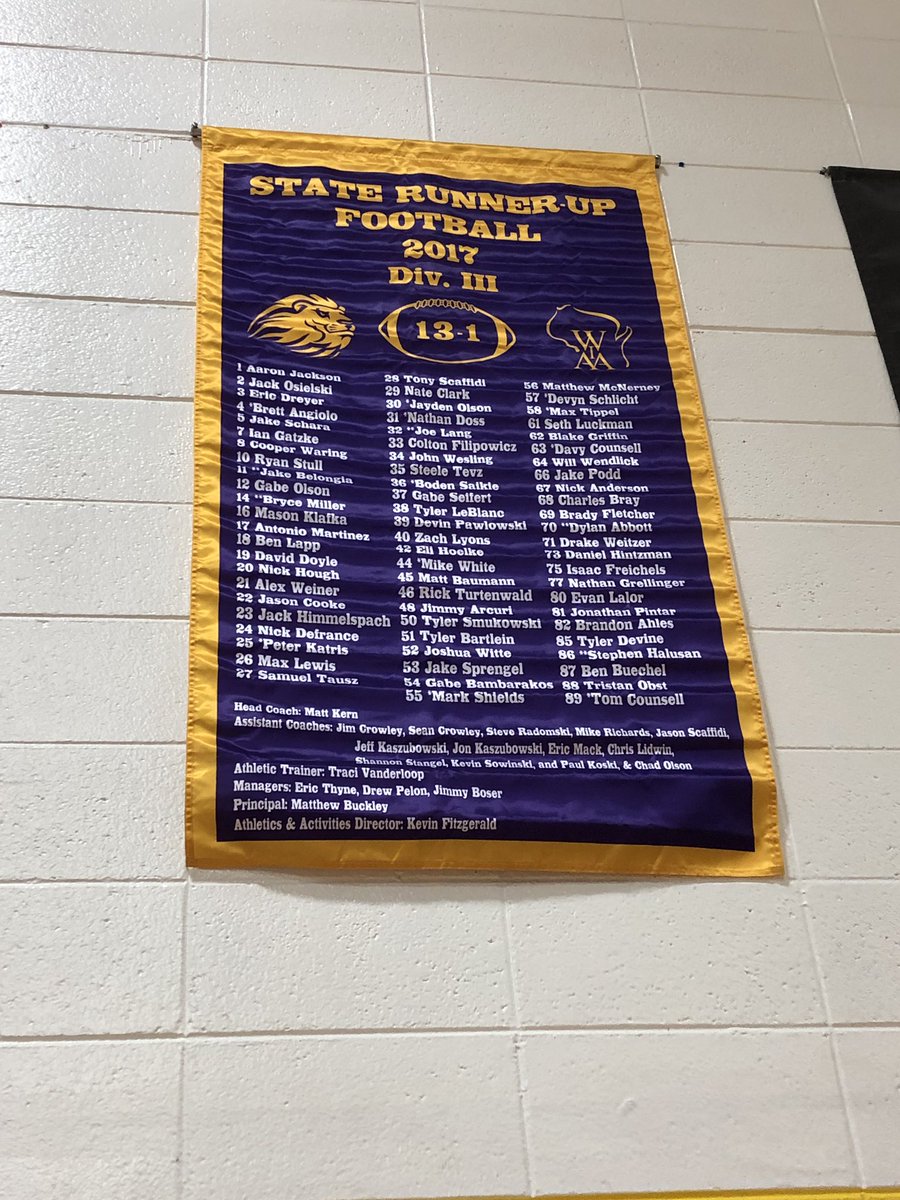 STATE RUNNER-UP
FOOTBALL
2017
Div. III
13-1
WIAA
1 Aaron Jackson
2 Jack Osielski
3 Eric Dreyer
4 *Brett Angiolo
5 Jake Schara
7 Ian Gatzke
8 Cooper Waring
10 Ryan Stull
11 **Jake Belongia
12 Gabe Olson
14 **Bryce Miller
16 Mason Klafka
17 Antonio Martinez
18 Ben Lapp
19 David Doyle
20 Nick Hough
21 Alex Weiner
22 Jason Cooke
23 Jack Himmelspach
24 Nick Defrance
25 *Peter Katris
26 Max Lewis
27 Samuel Tausz
28 Tony Scaffidi
29 Nate Clark
30 *Jayden Olson
31 *Nathan Doss
32 **Joe Lang
33 Colton Filipowicz
34 John Wesling
35 Steele Tevz
36 *Boden Salkie
37 Gabe Seifert
38 Tyler LeBlanc
39 Devin Pawlowski
40 Zach Lyons
42 Eli Hoelke
44 *Mike White
45 Matt Baumann
46 Rick Turtenwald
48 Jimmy Arcuri
50 Tyler Smukowski
51 Tyler Bartlein
52 Joshua Witte
53 Jake Sprengel
54 Gabe Bambarakos
55 *Mark Shields
56 Matthew McNerney
57 *Devyn Schlicht
58 *Max Tippel
61 Seth Luckman
62 Blake Griffin
63 *Davy Counsell
64 Will Wendlick
66 Jake Podd
67 Nick Anderson
68 Charles Bray
69 Brady Fletcher
70 **Dylan Abbott
71 Drake Weitzer
73 Daniel Hintzman
75 Isaac Freichels
77 Nathan Grellinger
80 Evan Lalor
81 Jonathan Pintar
82 Brandon Ahles
85 Tyler Devine
86 **Stephen Halusan
87 Ben Buechel
88 Tristan Obst
89 *Tom Counsell
Head Coach: Matt Kern
Assistant Coaches: Jim Crowley, Sean Crowley, Steve Radomski, Mike Richards, Jason Scaffidi,
Jeff Kaszubowski, Jon Kaszubowski, Eric Mack, Chris Lidwin,
Shannon Stangel, Kevin Sowinski, and Paul Koski, & Chad Olson
Athletic Trainer: Traci Vanderloop
Managers: Eric Thyne, Drew Pelon, Jimmy Boser
Principal: Matthew Buckley
Athletics & Activities Director: Kevin Fitzgerald